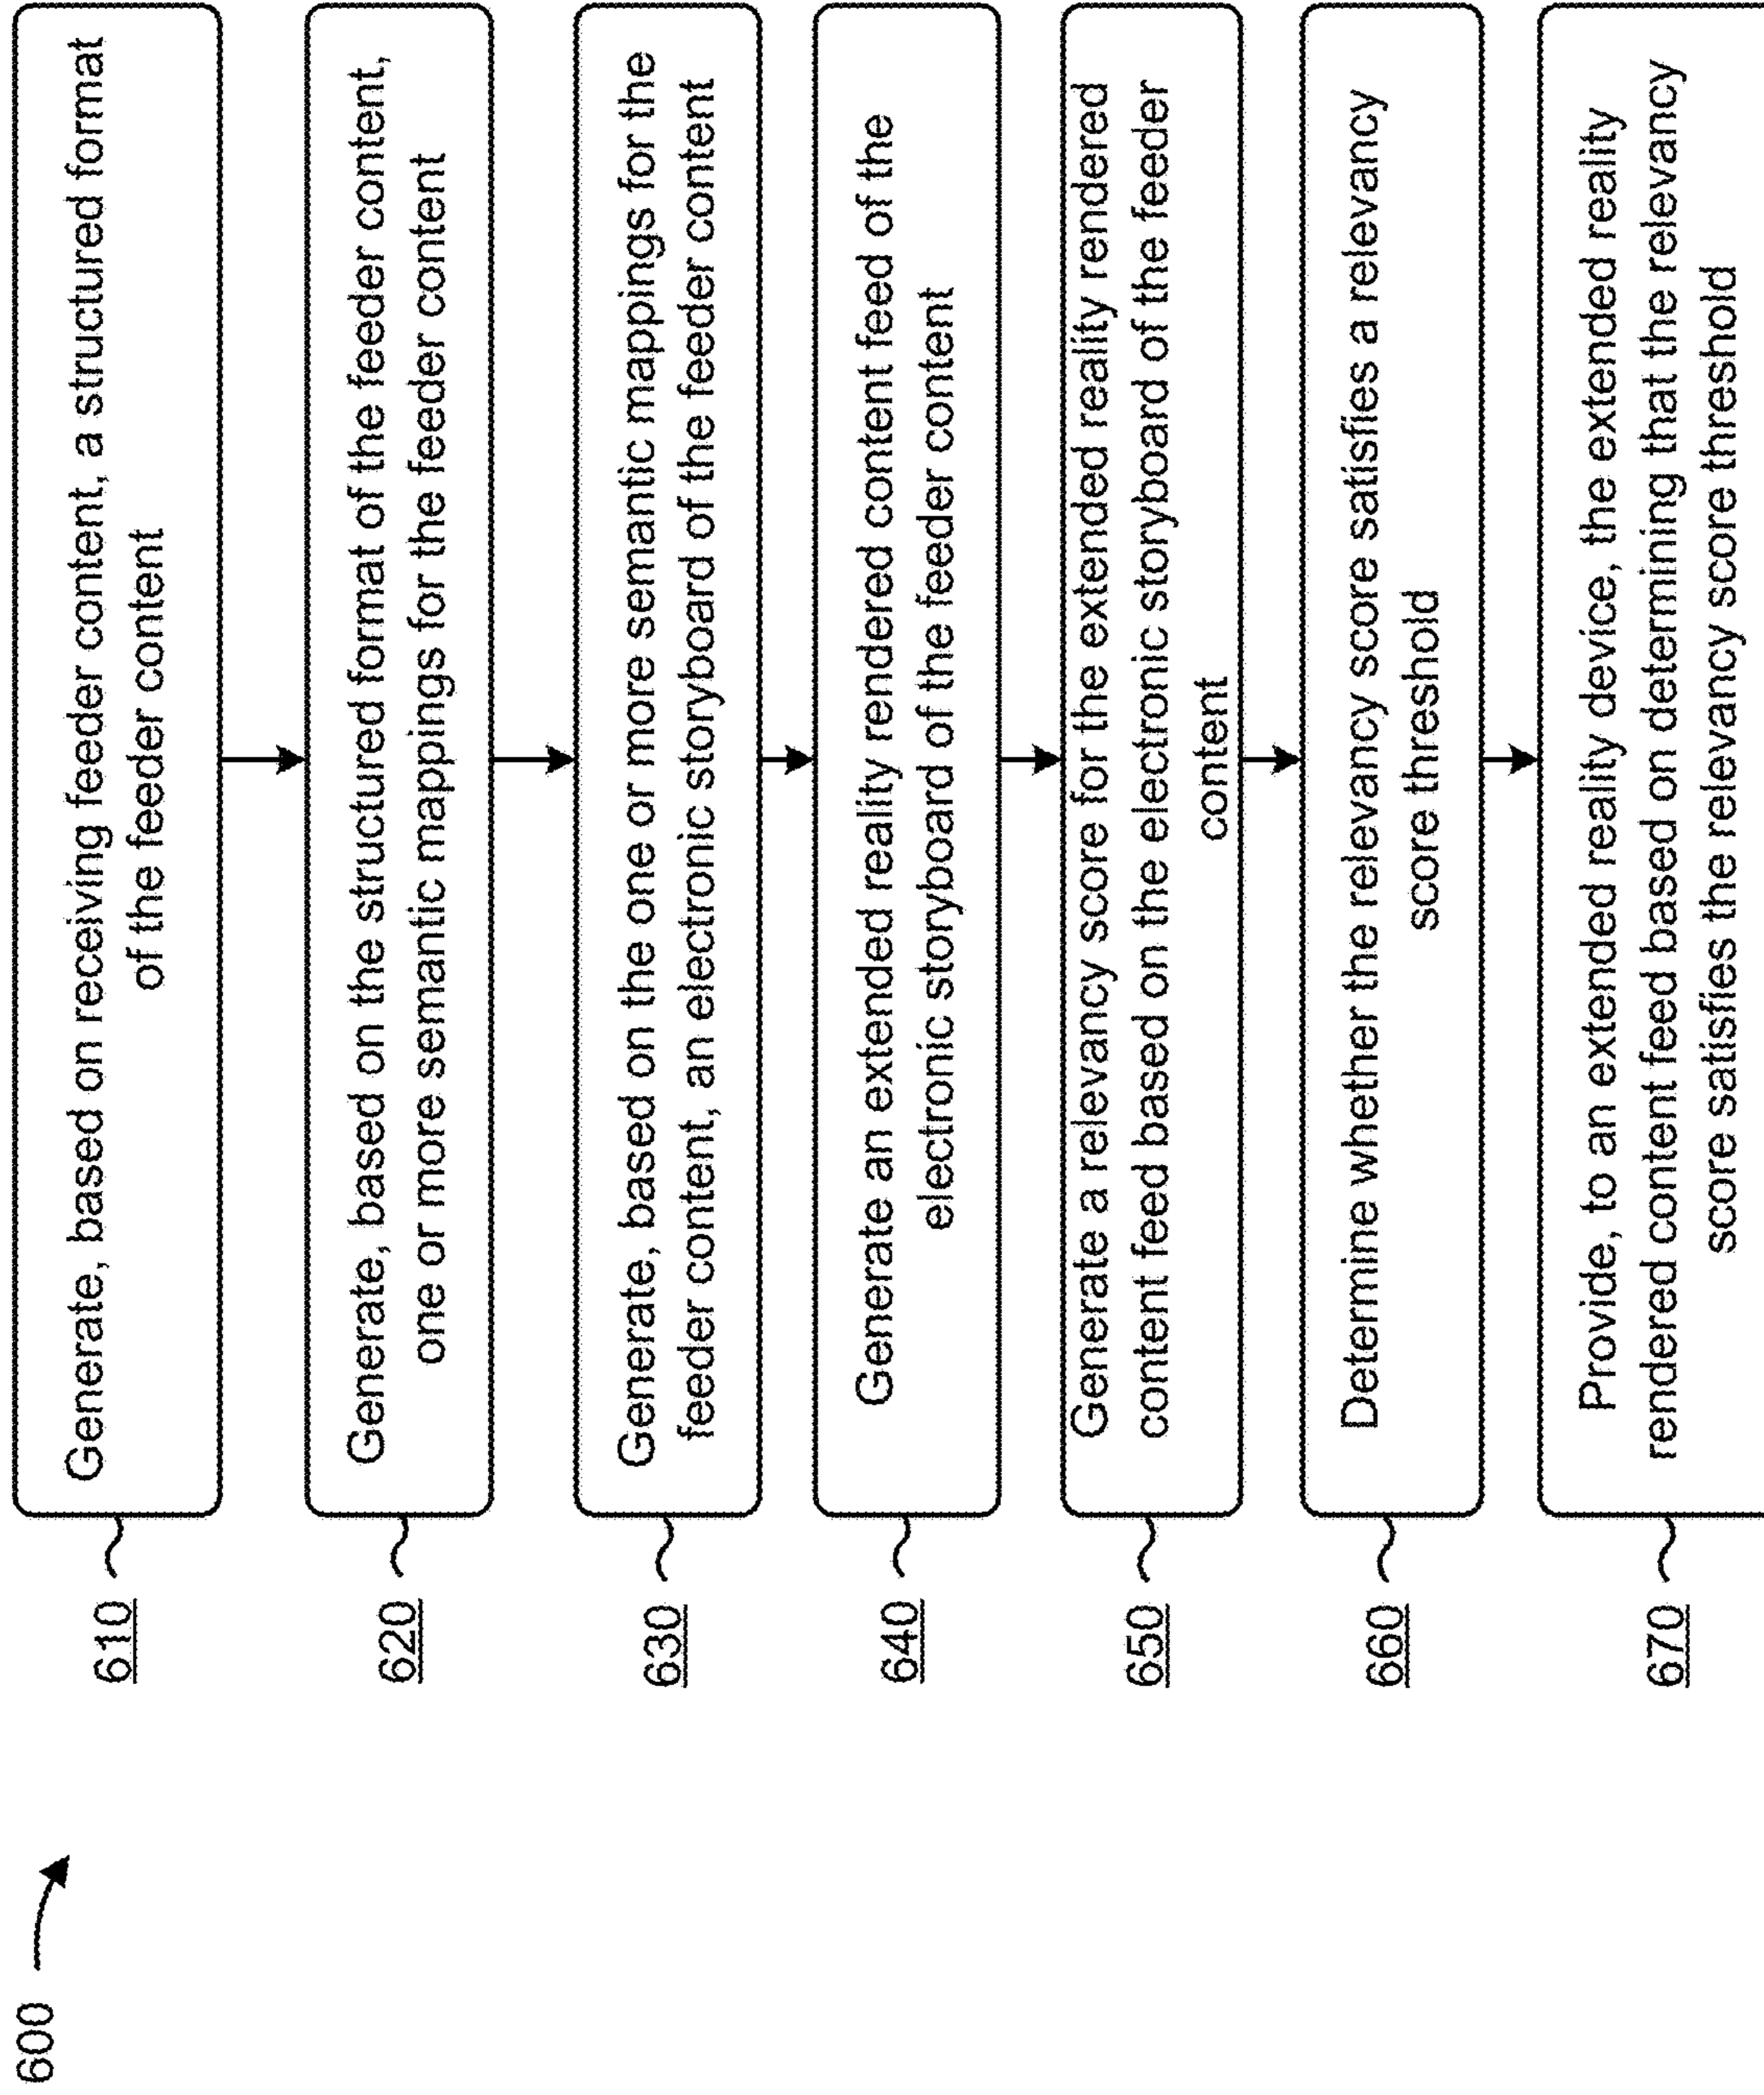 600
610
Generate, based on receiving feeder content, a structured format
of the feeder content
620
Generate, based on the structured format of the feeder content,
one or more semantic mappings for the feeder content
630
Generate, based on the one or more semantic mappings for the
feeder content, an electronic storyboard of the feeder content
640
Generate an extended reality rendered content feed of the
electronic storyboard of the feeder content
650
Generate a relevancy score for the extended reality rendered
content feed based on the electronic storyboard of the feeder
content
660
Determine whether the relevancy score satisfies a relevancy
score threshold
670
Provide, to an extended reality device, the extended reality
rendered content feed based on determining that the relevancy
score satisfies the relevancy score threshold